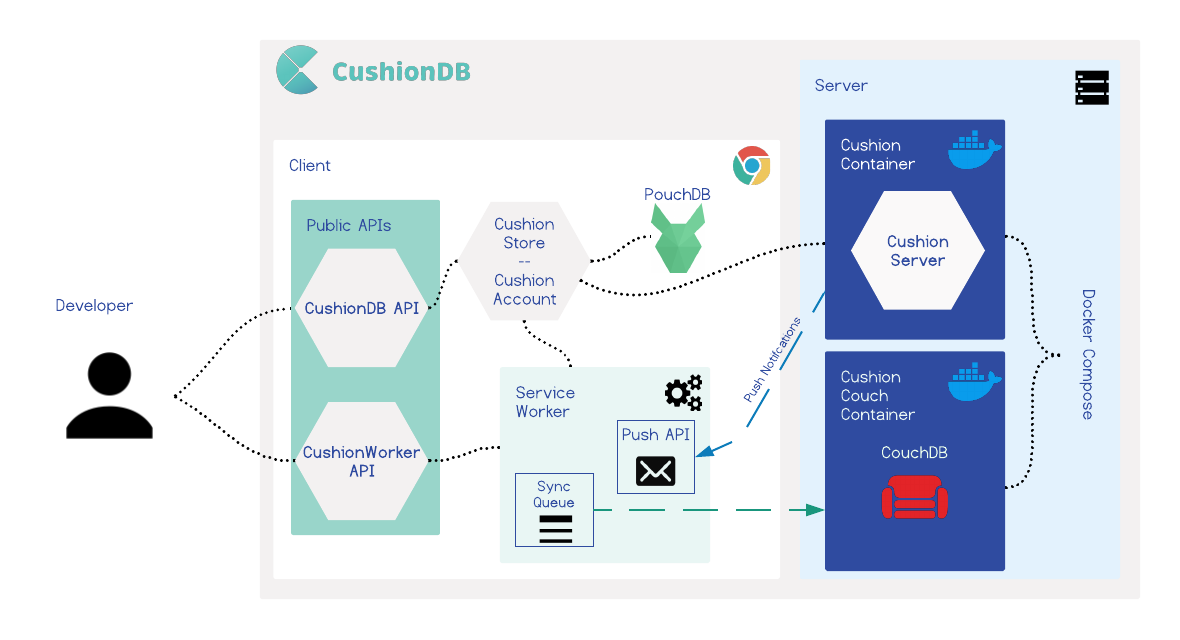 CushionDB
Developer
Client
Public APIs
CushionDB API
CushionWorker
API
Cushion
Store
--
Cushion
Account
PouchDB
Service
Worker
Push API
Sync
Queue
Push Notifcations
Server
Cushion
Container
Cushion
Server
Cushion
Couch
Container
CouchDB
Docker Compose